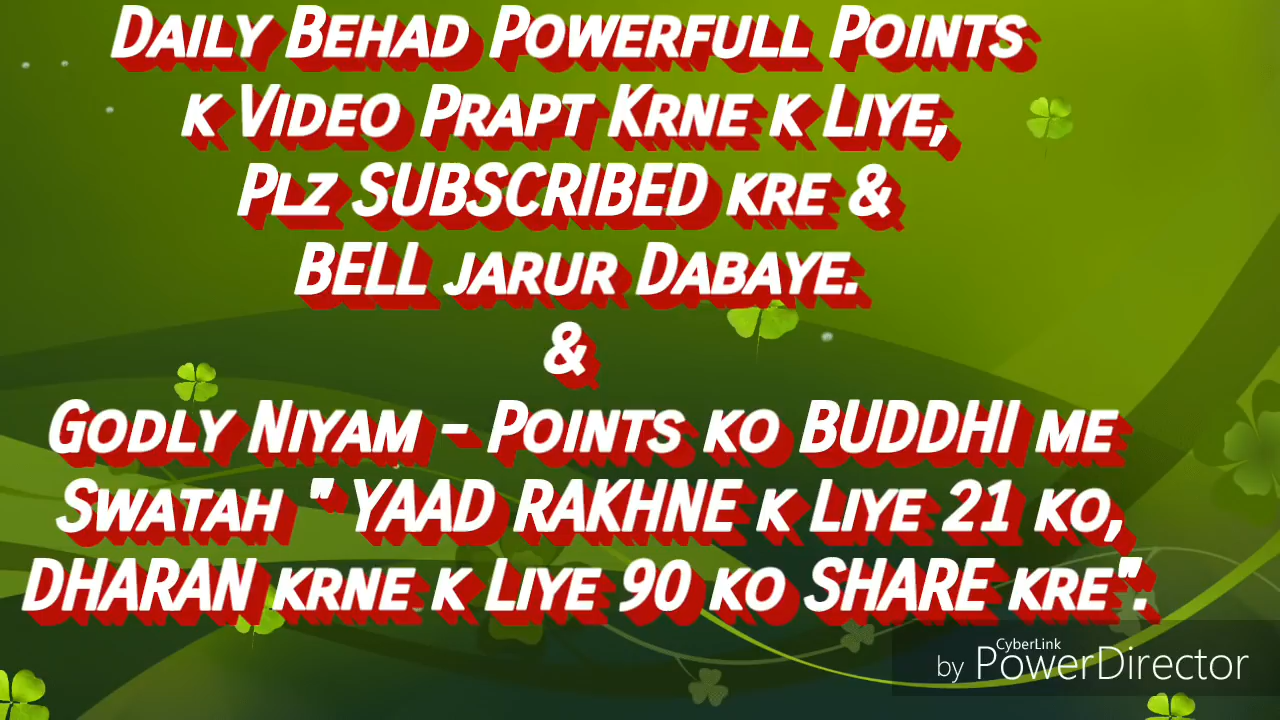 Daily Behad Powerfull Points
k Video Prapt Krne k Liye,
Plz SUBSCRIBED kre &
BELL jarur Dabaye.
&
Godly Niyam - Points ko BUDDHI me
Swatah " YAAD RAKHNE k Liye 21 ko,
DHARAN krne k Liye 90 ko SHARE kre".
CyberLink
by PowerDirector